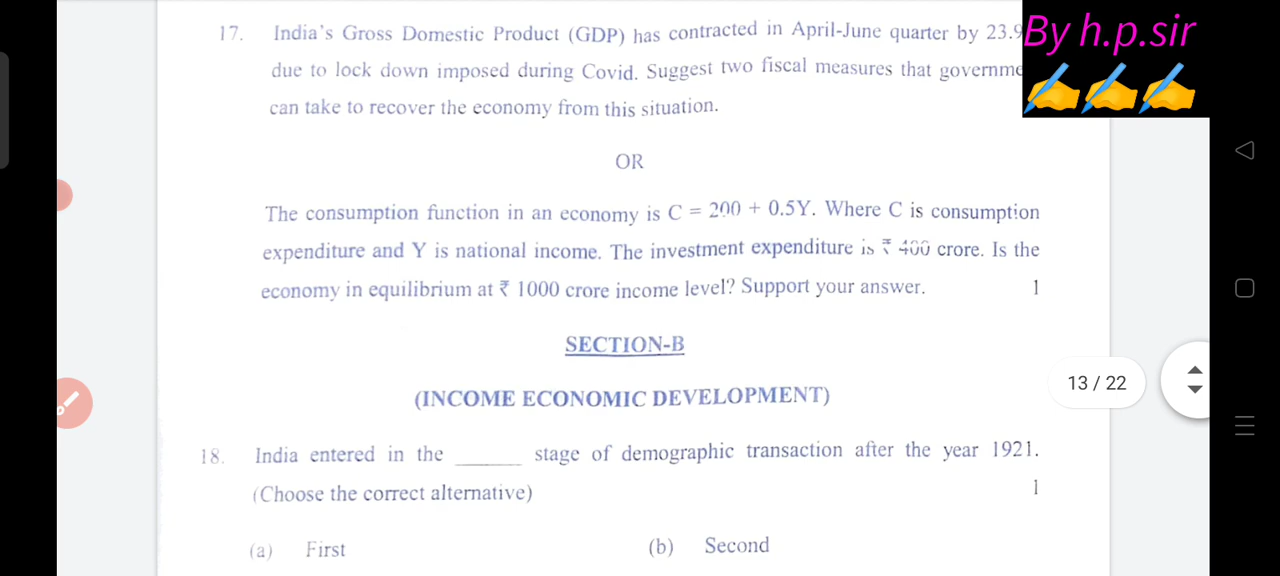 By h.p.sir
17. India's Gross Domestic Product (GDP) has contracted in April-June quarter by 23.9
due to lock down imposed during Covid. Suggest two fiscal measures that governme
can take to recover the economy from this situation.
OR
The consumption function in an economy is C = 200 + 0.5Y. Where C is consumption
expenditure and Y is national income. The investment expenditure is ₹ 400 crore. Is the
economy in equilibrium at ₹ 1000 crore income level? Support your answer. 1
SECTION-B
13 / 22
(INCOME ECONOMIC DEVELOPMENT)
18. India entered in the ______ stage of demographic transaction after the year 1921.
(Choose the correct alternative) 1
(a) First (b) Second